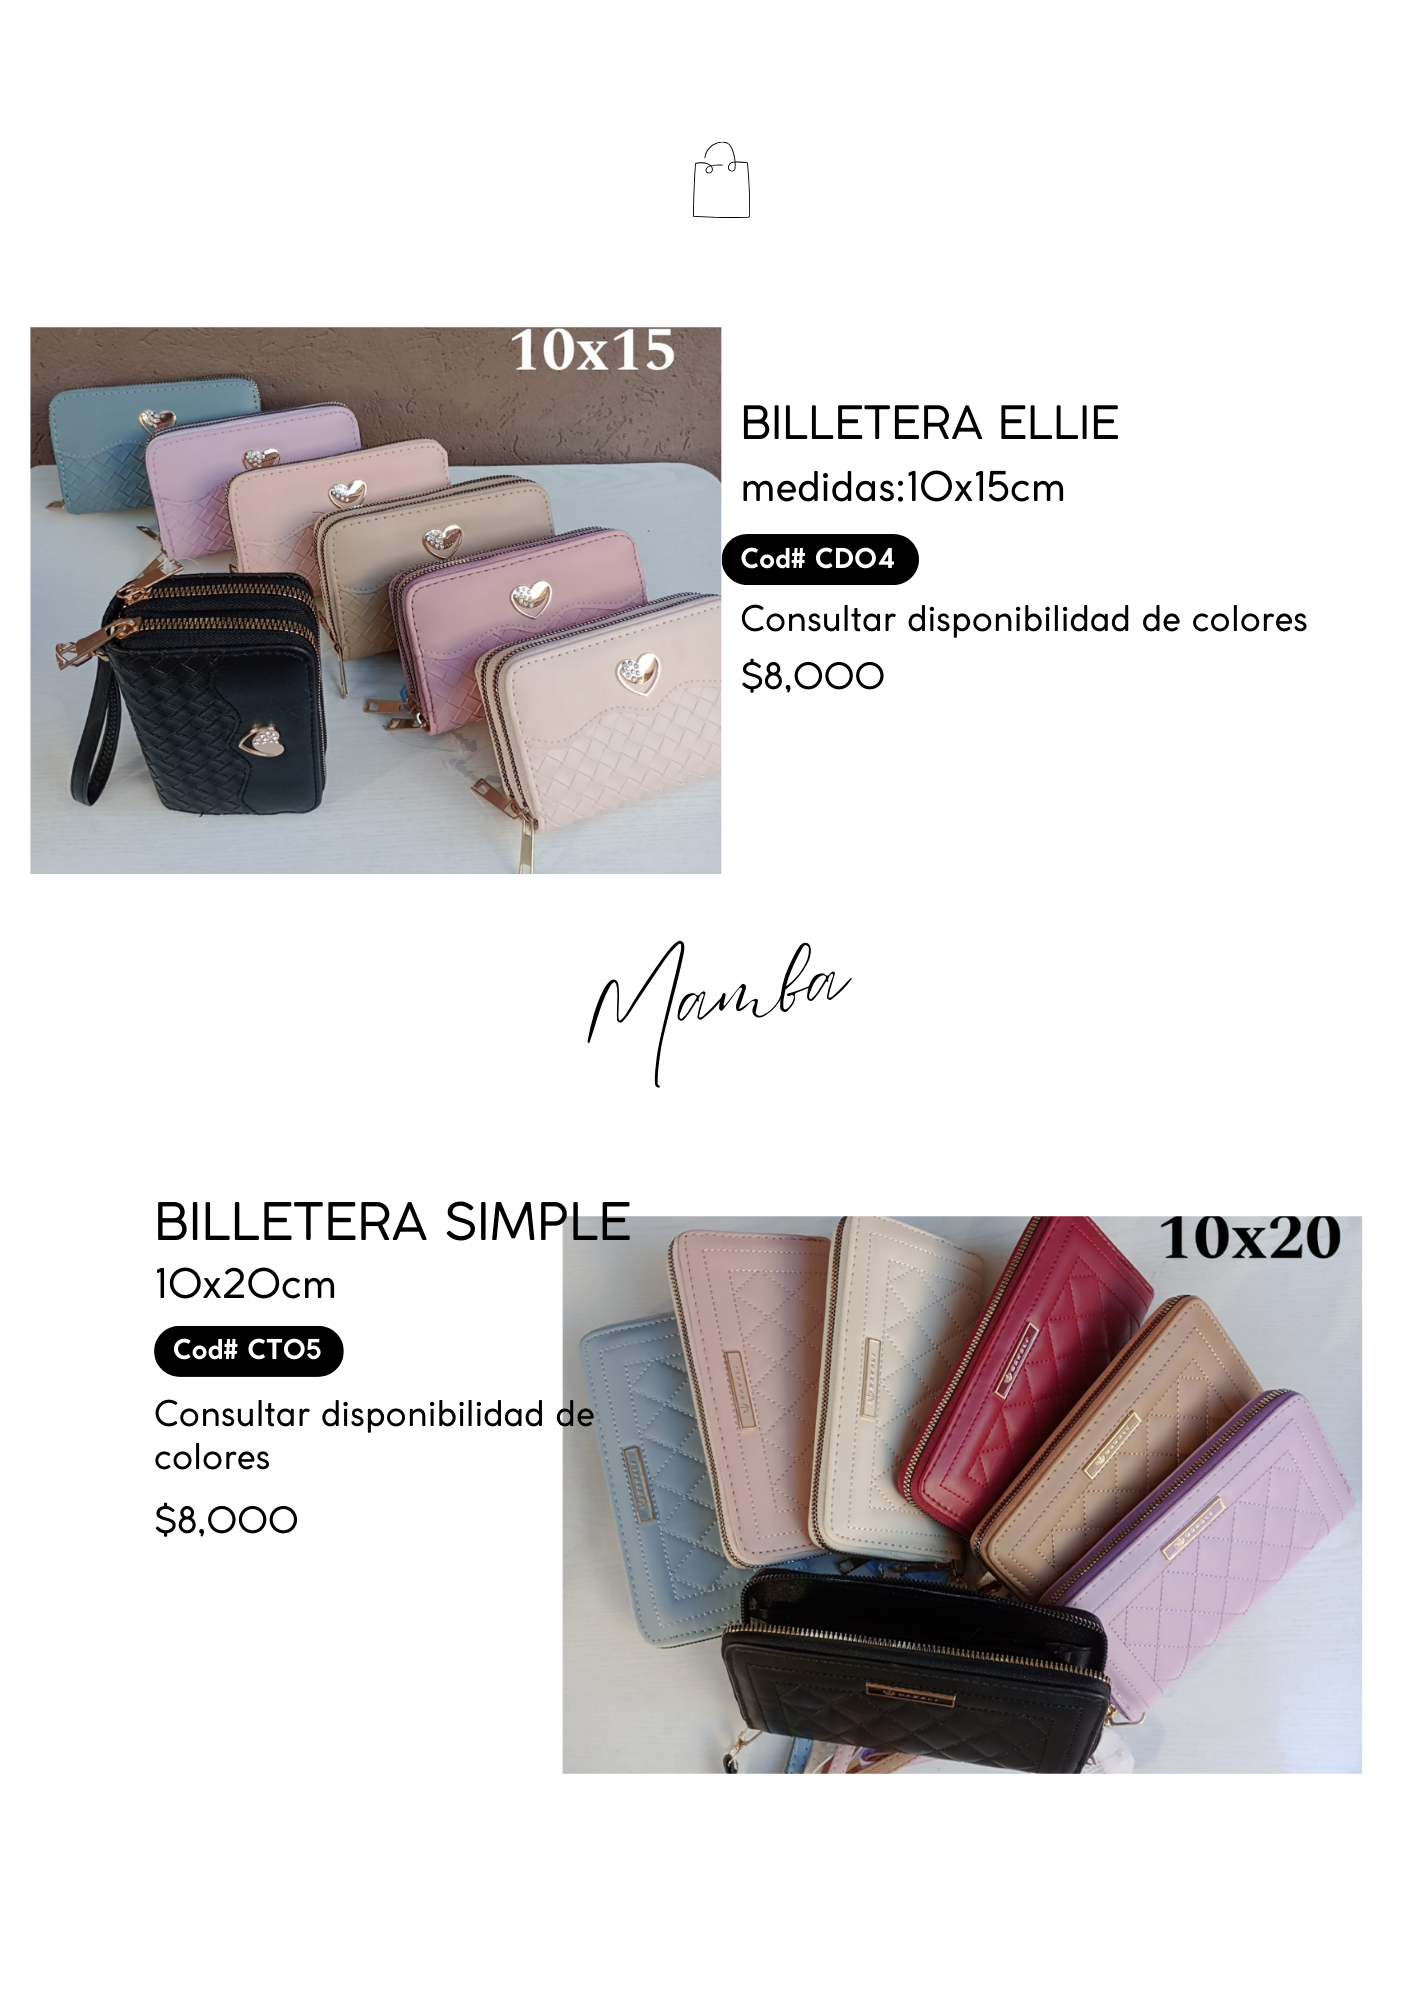 10x15
BILLETERA ELLIE
medidas:10x15cm
Cod# CD04
Consultar disponibilidad de colores
$8,000
Mamba
BILLETERA SIMPLE
10x20cm
Cod# CT05
Consultar disponibilidad de
colores
$8,000
10x20